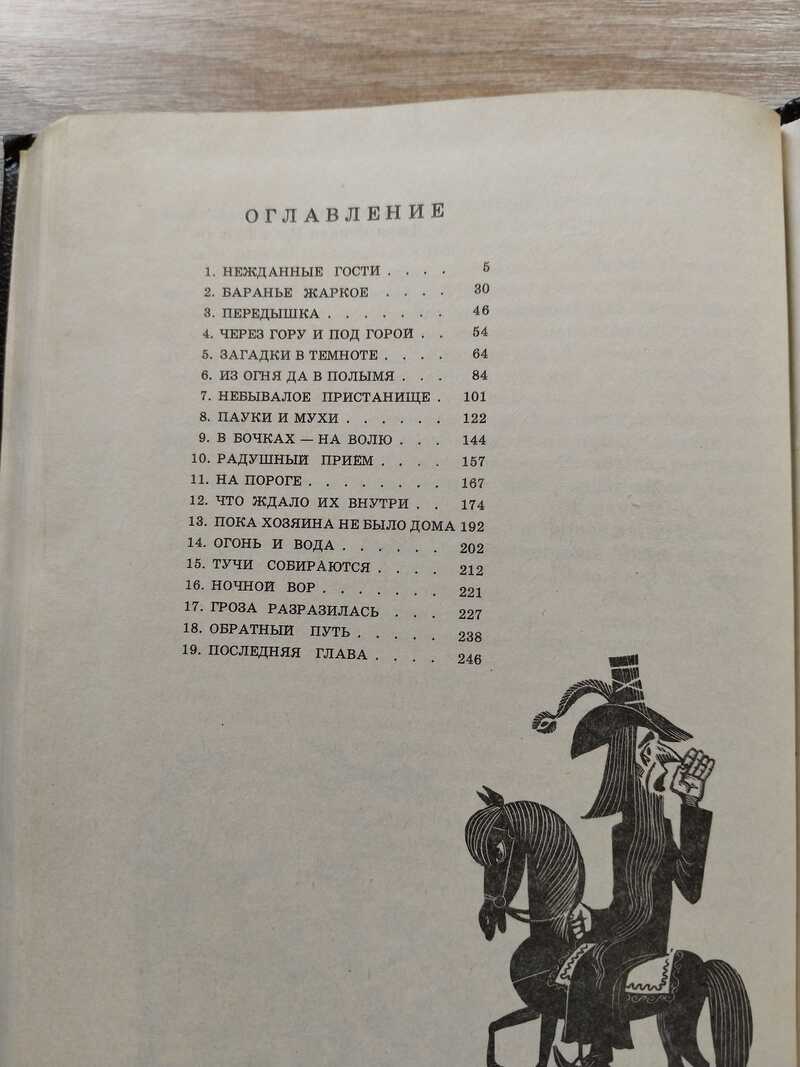 ОГЛАВЛЕНИЕ
1. НЕЖДАННЫЕ ГОСТИ . . . . 5
2. БАРАНЬЕ ЖАРКОЕ . . . . 30
3. ПЕРЕДЫШКА . . . . . . . 46
4. ЧЕРЕЗ ГОРУ И ПОД ГОРОЙ . . 54
5. ЗАГАДКИ В ТЕМНОТЕ . . . . 64
6. ИЗ ОГНЯ ДА В ПОЛЫМЯ . . . 84
7. НЕБЫВАЛОЕ ПРИСТАНИЩЕ . 101
8. ПАУКИ И МУХИ . . . . . . 122
9. В БОЧКАХ — НА ВОЛЮ . . . 144
10. РАДУШНЫЙ ПРИЕМ . . . . 157
11. НА ПОРОГЕ . . . . . . . . 167
12. ЧТО ЖДАЛО ИХ ВНУТРИ . . 174
13. ПОКА ХОЗЯИНА НЕ БЫЛО ДОМА 192
14. ОГОНЬ И ВОДА . . . . . . 202
15. ТУЧИ СОБИРАЮТСЯ . . . . 212
16. НОЧНОЙ ВОР . . . . . . . 221
17. ГРОЗА РАЗРАЗИЛАСЬ . . . 227
18. ОБРАТНЫЙ ПУТЬ . . . . . 238
19. ПОСЛЕДНЯЯ ГЛАВА . . . . 246